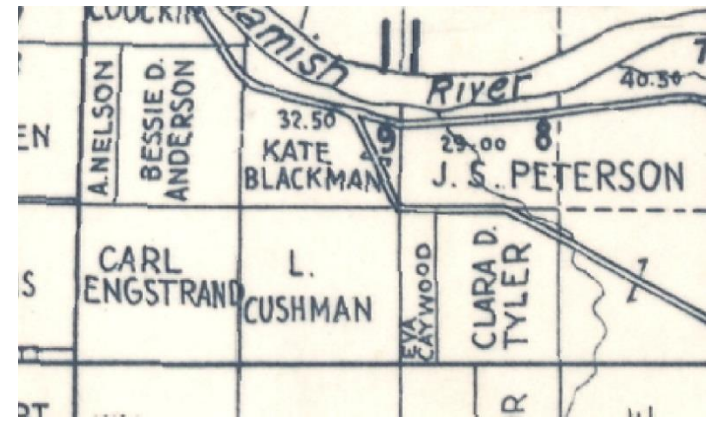 amish
River
7
40.50
A. NELSON
BESSIE D.
ANDERSON
32.50
9
29.00
8
EN
KATE
BLACKMAN
J. S. PETERSON
CARL
ENGSTRAND
L.
CUSHMAN
EVA
CAYWOOD
CLARA D.
TYLER
S
R